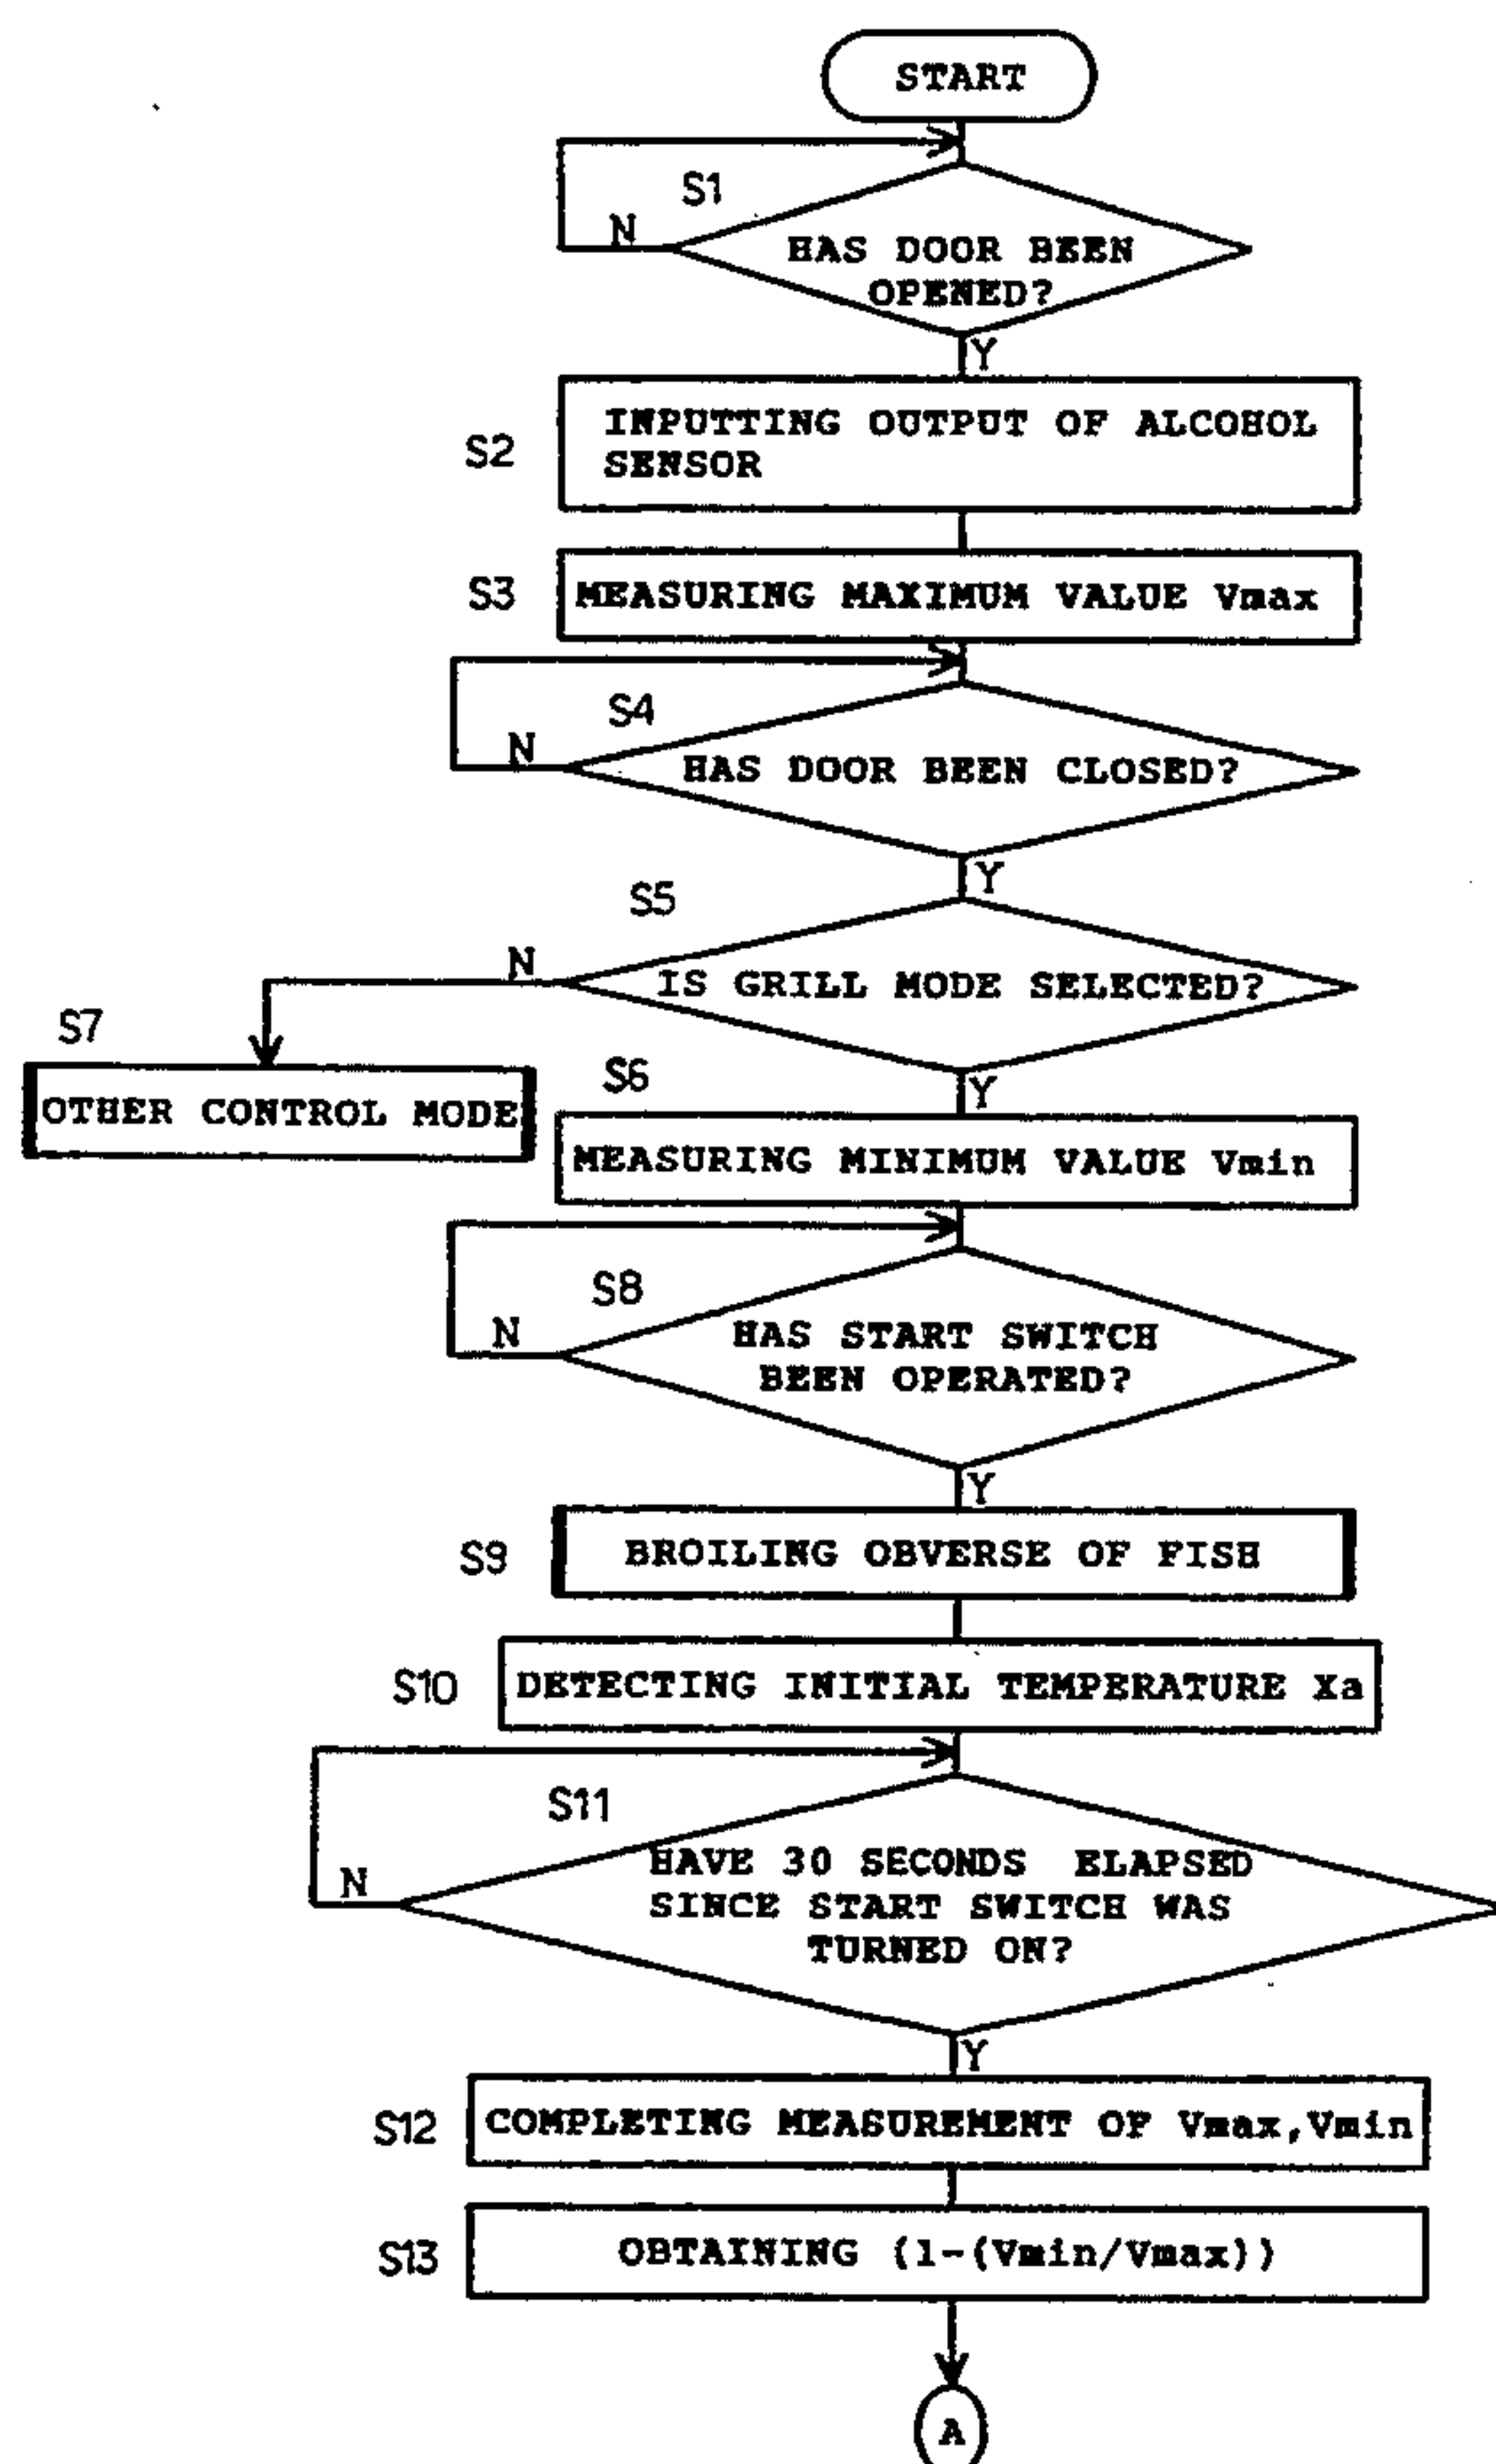 START
S1
N
HAS DOOR BEEN
OPENED?
Y
S2
INPUTTING OUTPUT OF ALCOHOL
SENSOR
S3
MEASURING MAXIMUM VALUE Vmax
S4
N
HAS DOOR BEEN CLOSED?
Y
S5
N
IS GRILL MODE SELECTED?
S7
OTHER CONTROL MODE
Y
S6
MEASURING MINIMUM VALUE Vmin
S8
N
HAS START SWITCH
BEEN OPERATED?
Y
S9
BROILING OBVERSE OF FISH
S10
DETECTING INITIAL TEMPERATURE Xa
S11
N
HAVE 30 SECONDS ELAPSED
SINCE START SWITCH WAS
TURNED ON?
Y
S12
COMPLETING MEASUREMENT OF Vmax,Vmin
S13
OBTAINING (1-(Vmin/Vmax))
A